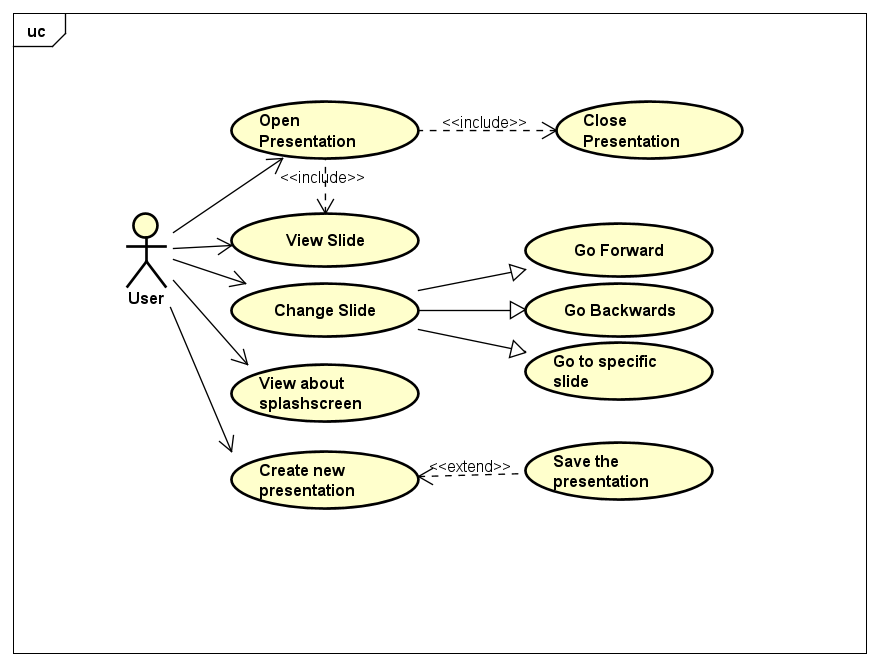 uc
Open
Presentation
<<include>>
Close
Presentation
<<include>>
User
View Slide
Go Forward
Change Slide
Go Backwards
Go to specific
slide
View about
splashscreen
Create new
presentation
<<extend>>
Save the
presentation